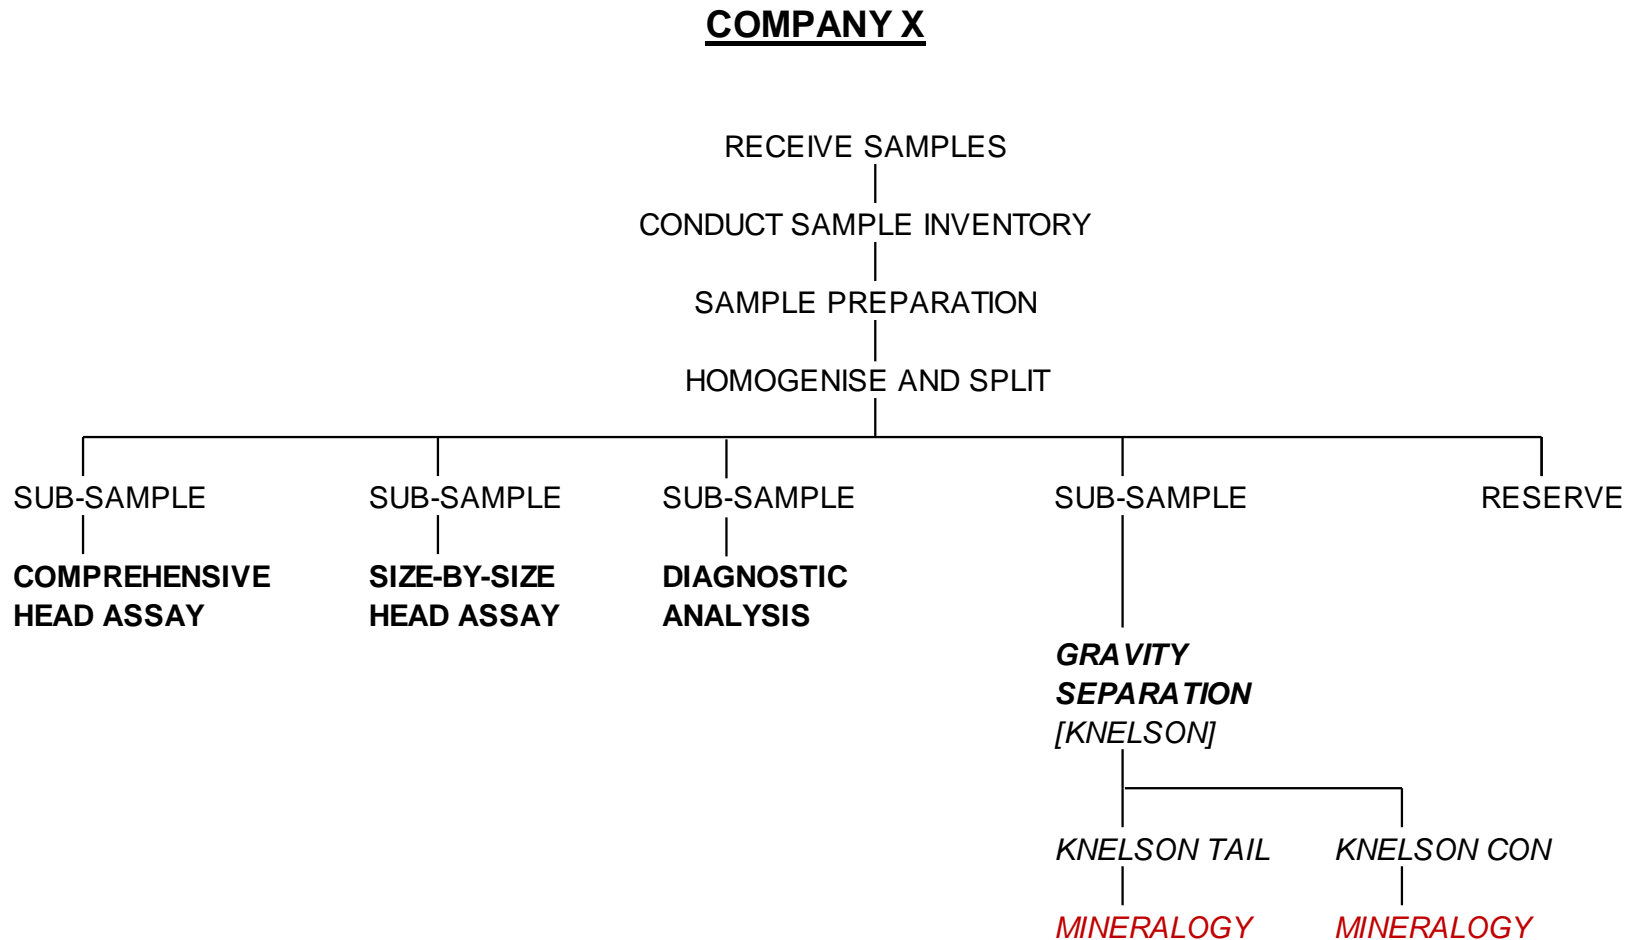 COMPANY X
RECEIVE SAMPLES
CONDUCT SAMPLE INVENTORY
SAMPLE PREPARATION
HOMOGENISE AND SPLIT
SUB-SAMPLE
SUB-SAMPLE
SUB-SAMPLE
SUB-SAMPLE
RESERVE
COMPREHENSIVE
HEAD ASSAY
SIZE-BY-SIZE
HEAD ASSAY
DIAGNOSTIC
ANALYSIS
GRAVITY
SEPARATION
[KNELSON]
KNELSON TAIL
KNELSON CON
MINERALOGY
MINERALOGY